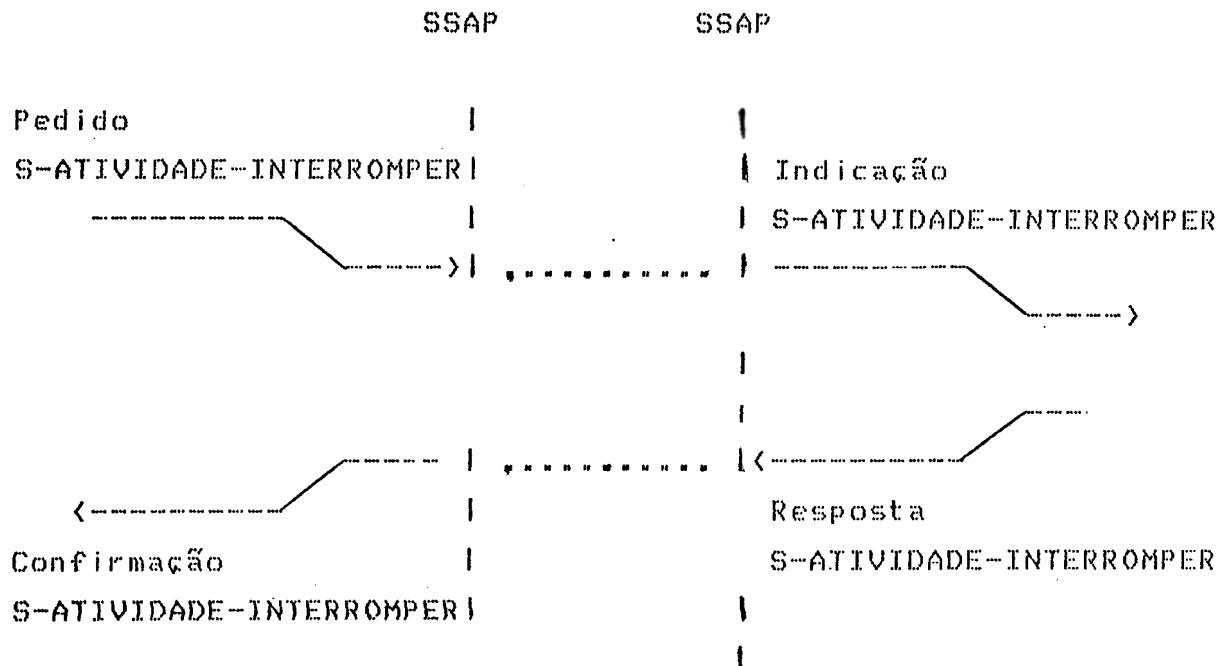 SSAP SSAP
Pedido
S-ATIVIDADE-INTERROMPER
Indicação
S-ATIVIDADE-INTERROMPER
Resposta
S-ATIVIDADE-INTERROMPER
Confirmação
S-ATIVIDADE-INTERROMPER